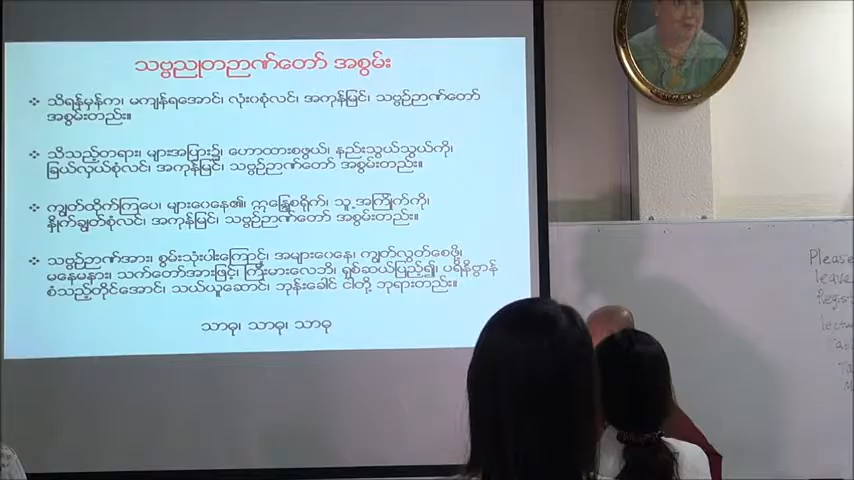 သဗ္ဗညုတဉာဏ်တော် အစွမ်း
သိရန်မှန်က၊ မကျန်ရအောင်၊ လုံးဂစုံလင်၊ အကုန်မြင်၊ သဗ္ဗဉ်ဉာဏ်တော်
အစွမ်းတည်း။
သိသည့်တရား၊ များအပြား၌၊ ဟောထားစဖွယ်၊ နည်းသွယ်သွယ်ကို၊
ခြယ်လှယ်စုံလင်၊ အကုန်မြင်၊ သဗ္ဗဉ်ဉာဏ်တော် အစွမ်းတည်း။
ကျွတ်ထိုက်ကြပေ၊ များဝေနေ၏၊ ဣန္ဒြေစရိုက်၊ သူ့အကြိုက်ကို၊
နှိုက်ချွတ်စုံလင်၊ အကုန်မြင်၊ သဗ္ဗဉ်ဉာဏ်တော် အစွမ်းတည်း။
သဗ္ဗဉ်ဉာဏ်အား၊ စွမ်းသုံးပါးကြောင့်၊ အများဝေနေ၊ ကျွတ်လွတ်စေဖို့၊
မနေမနား၊ သက်တော်အားဖြင့်၊ ကြီးမားလေဘိ၊ ရှစ်ဆယ်ပြည့်၍၊ ပရိနိဗ္ဗာန်
စံသည့်တိုင်အောင်၊ သယ်ယူဆောင်၊ ဘုန်းခေါင် ငါတို့ ဘုရားတည်း။
သာဓု၊ သာဓု၊ သာဓု
Please
leave
Regist
lectu